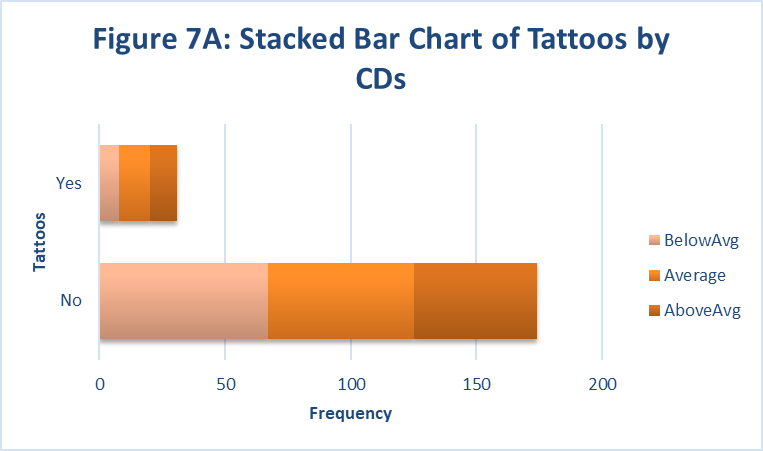 Figure 7A: Stacked Bar Chart of Tattoos by
CDs
Tattoos
Yes
No
0
50
100
150
200
Frequency
BelowAvg
Average
AboveAvg